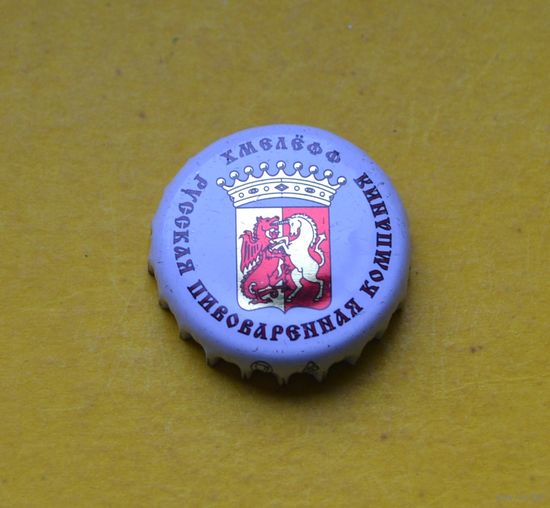 ХМЕЛЁФФ
РУССКАЯ ПИВОВАРЕННАЯ КОМПАНИЯ